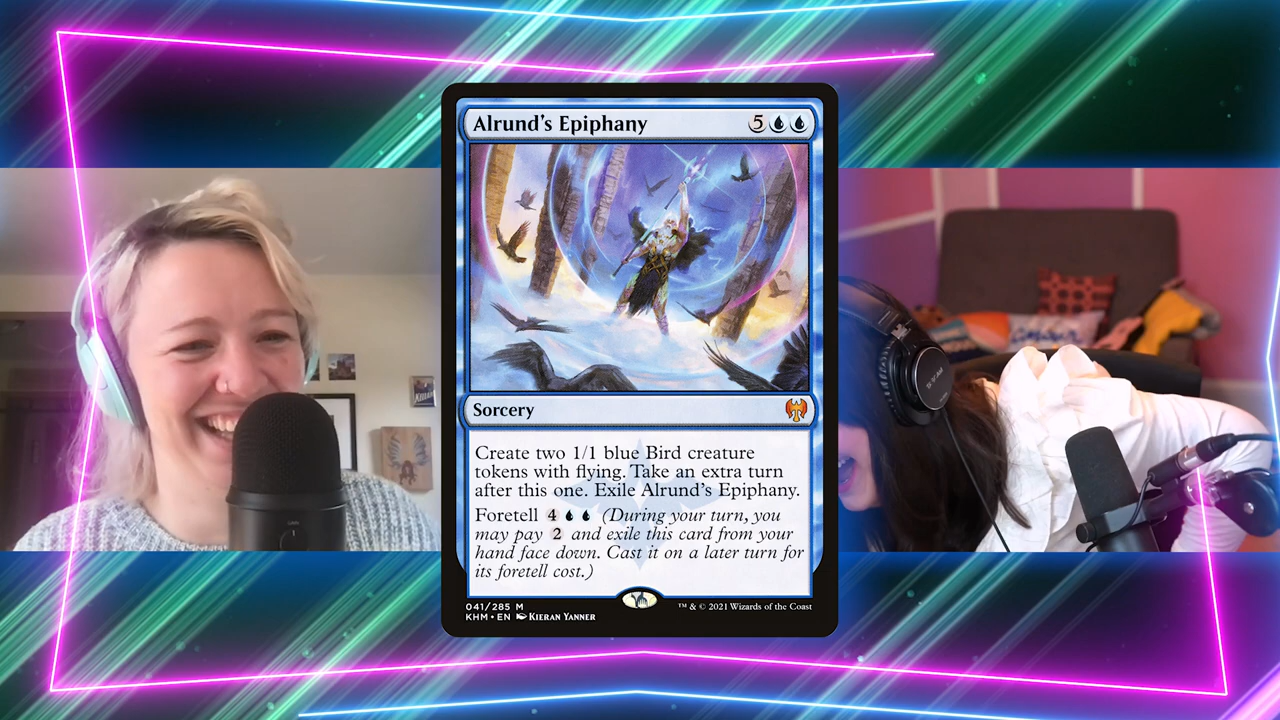 Alrund's Epiphany 5
Sorcery
Create two 1/1 blue Bird creature
tokens with flying. Take an extra turn
after this one. Exile Alrund's Epiphany.
Foretell 4 (During your turn, you
may pay 2 and exile this card from your
hand face down. Cast it on a later turn for
its foretell cost.)
041/285 M
KHM • EN KIERAN YANNER
™ & © 2021 Wizards of the Coast